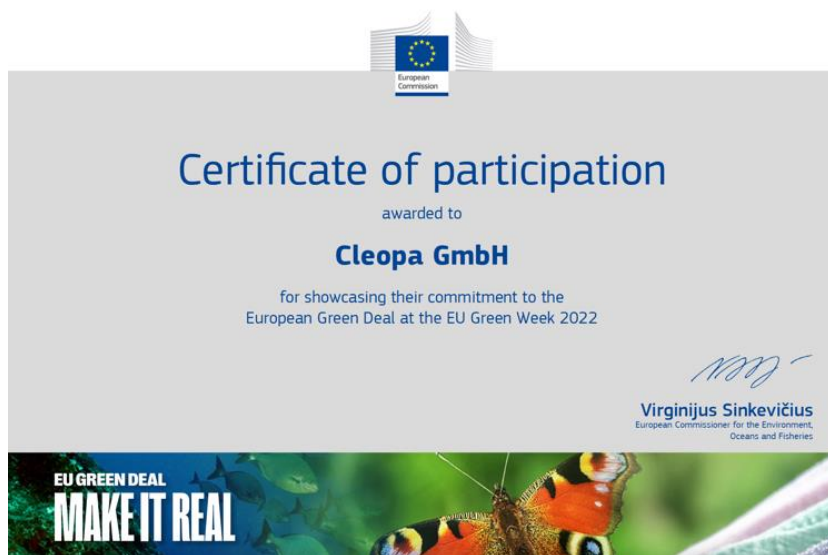 European
Commission
Certificate of participation
awarded to
Cleopa GmbH
for showcasing their commitment to the
European Green Deal at the EU Green Week 2022
Virginijus Sinkevičius
European Commissioner for the Environment,
Oceans and Fisheries
EU GREEN DEAL
MAKE IT REAL